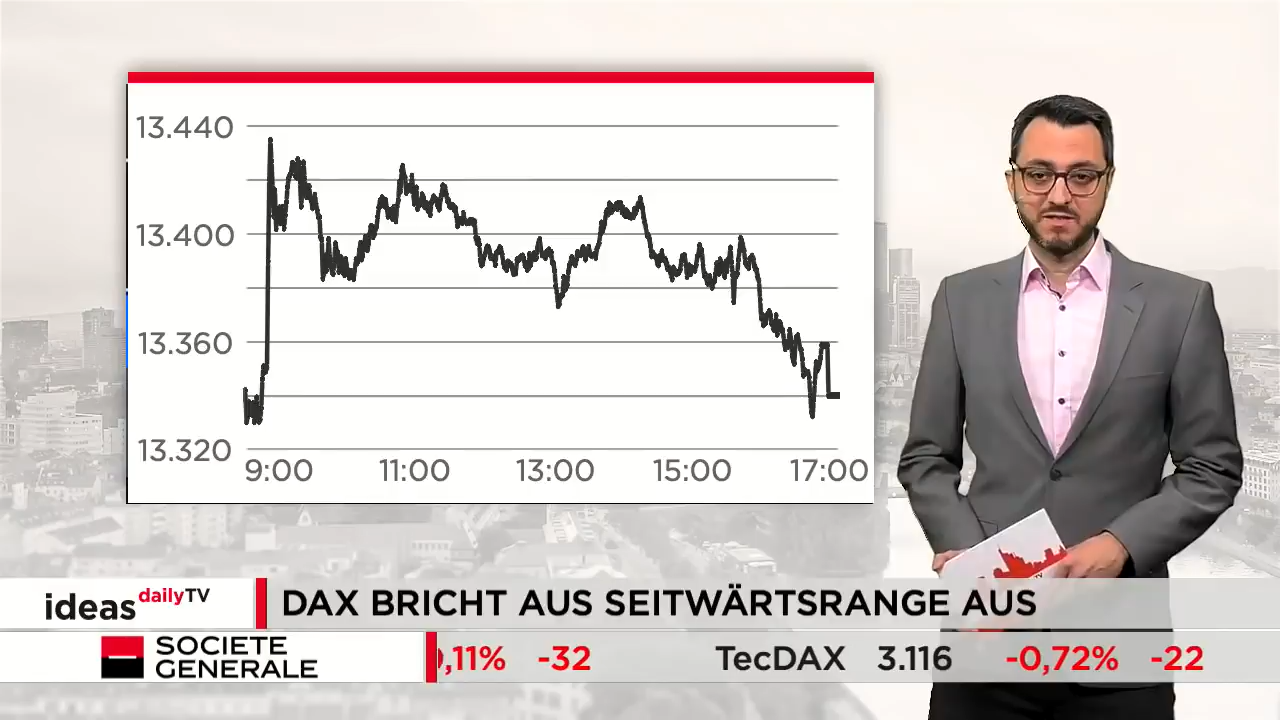 13.440
13.400
13.360
13.320
9:00 11:00 13:00 15:00 17:00
ideas dailyTV
DAX BRICHT AUS SEITWÄRTSRANGE AUS
SOCIETE
GENERALE
,11% -32 TecDAX 3.116 -0,72% -22